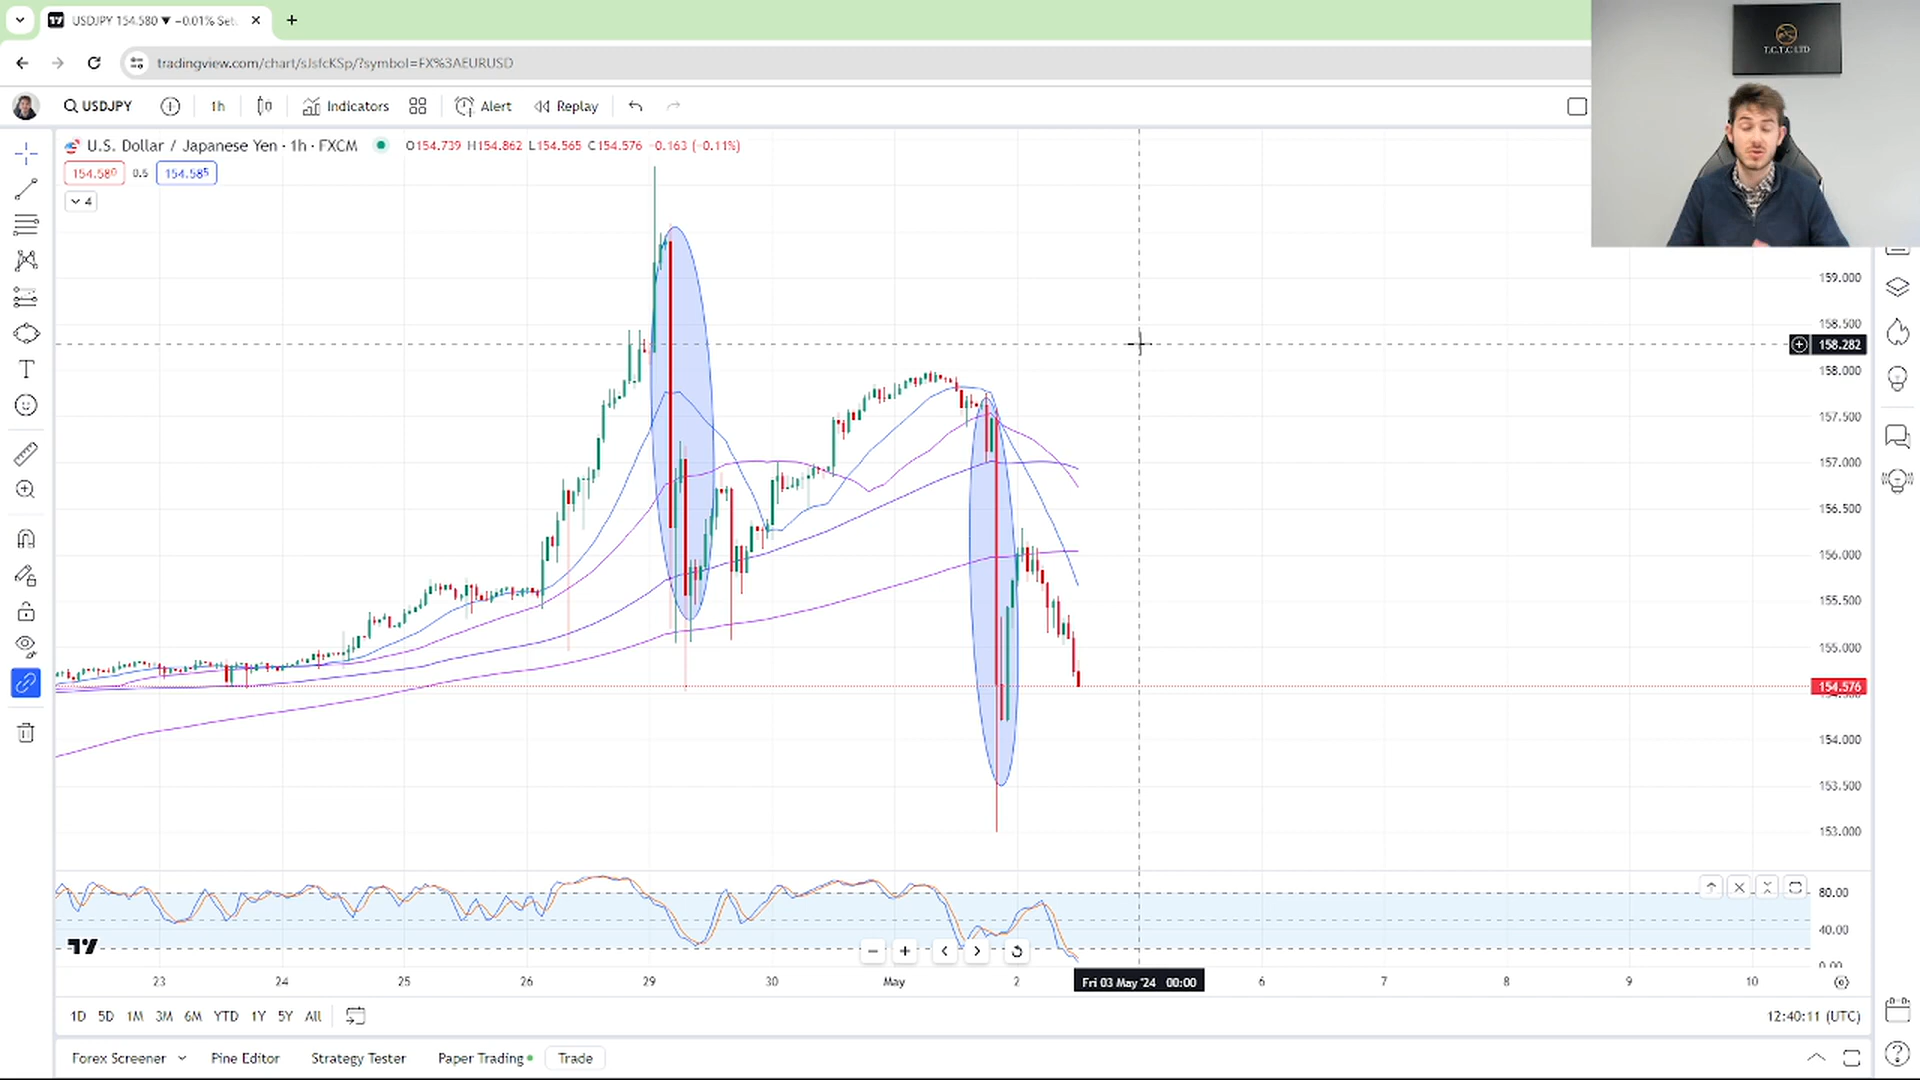 USDJPY 154.580 ▼ −0.01% Set.
tradingview.com/chart/sJsfcKSp/?symbol=FX%3AEURUSD
T.C.T.C LTD
USDJPY
1h
Indicators
Alert
Replay
U.S. Dollar / Japanese Yen · 1h · FXCM
O154.739 H154.862 L154.565 C154.576 −0.163 (−0.11%)
154.580
0.5
154.585
4
159.000
158.500
158.282
158.000
157.500
157.000
156.500
156.000
155.500
155.000
154.576
154.000
153.500
153.000
80.00
40.00
0.00
23
24
25
26
29
30
May
2
Fri 03 May '24 00:00
6
7
8
9
10
1D 5D 1M 3M 6M YTD 1Y 5Y All
12:40:11 (UTC)
Forex Screener
Pine Editor
Strategy Tester
Paper Trading
Trade